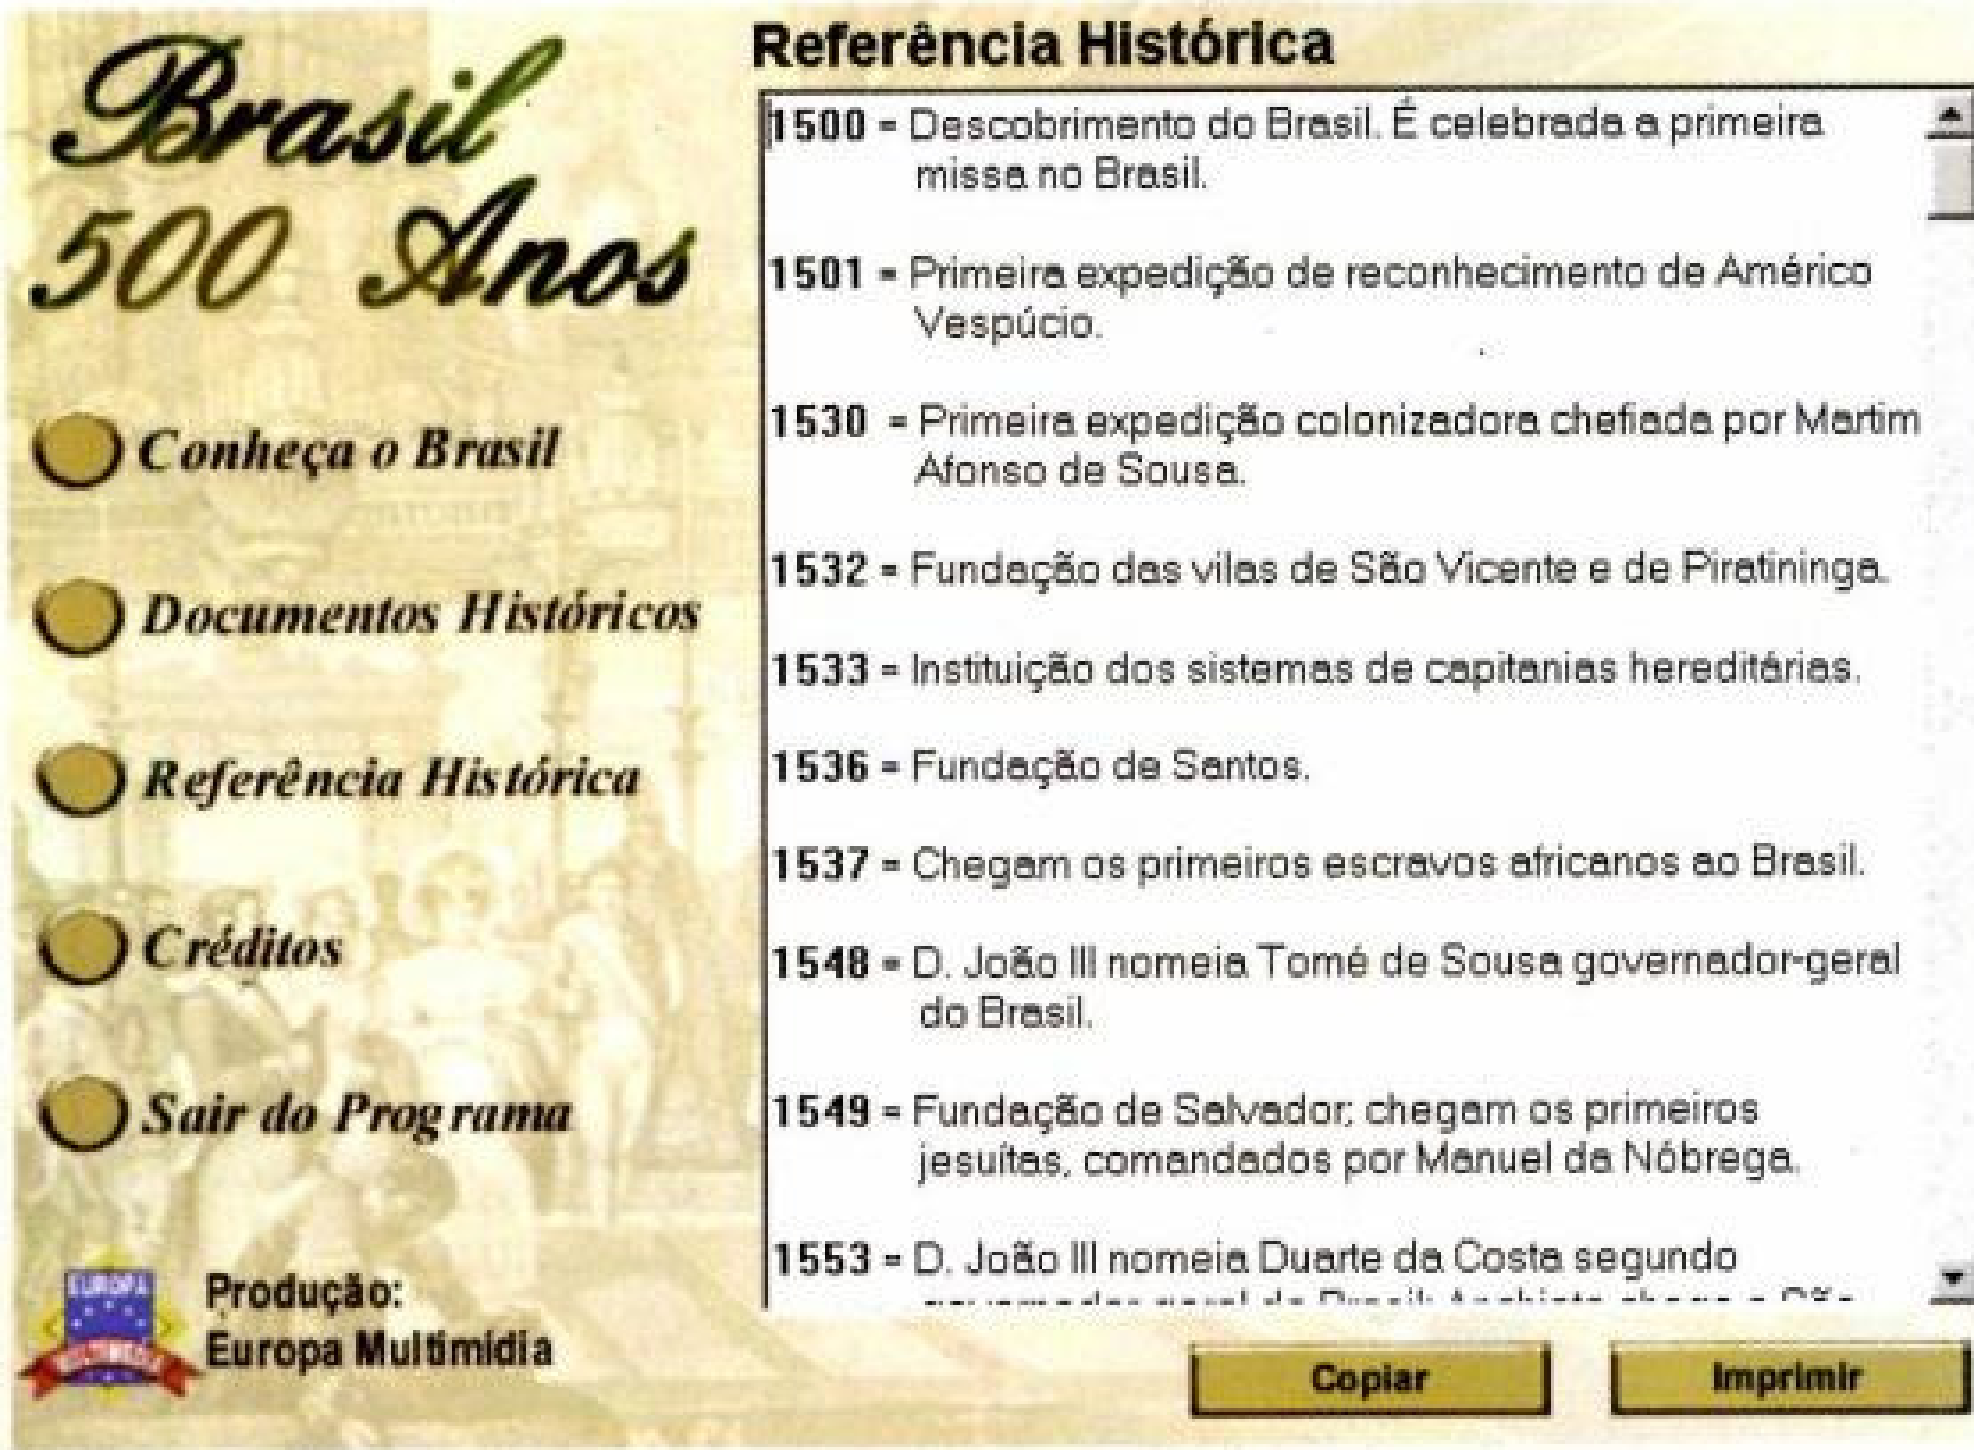 Brasil
500 Anos
Conheça o Brasil
Documentos Históricos
Referência Histórica
Créditos
Sair do Programa
EUROPA
MULTIMIDIA
Produção:
Europa Multimídia
Referência Histórica
1500 = Descobrimento do Brasil. É celebrada a primeira
missa no Brasil.
1501 = Primeira expedição de reconhecimento de Américo
Vespúcio.
1530 = Primeira expedição colonizadora chefiada por Martim
Afonso de Sousa.
1532 = Fundação das vilas de São Vicente e de Piratininga.
1533 = Instituição dos sistemas de capitanias hereditárias.
1536 = Fundação de Santos.
1537 = Chegam os primeiros escravos africanos ao Brasil.
1548 = D. João III nomeia Tomé de Sousa governador-geral
do Brasil.
1549 = Fundação de Salvador; chegam os primeiros
jesuítas, comandados por Manuel da Nóbrega.
1553 = D. João III nomeia Duarte da Costa segundo
Copiar
Imprimir